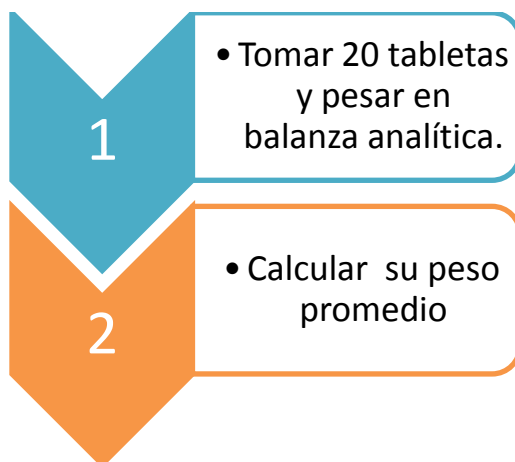 1
• Tomar 20 tabletas
y pesar en
balanza analítica.
2
• Calcular su peso
promedio